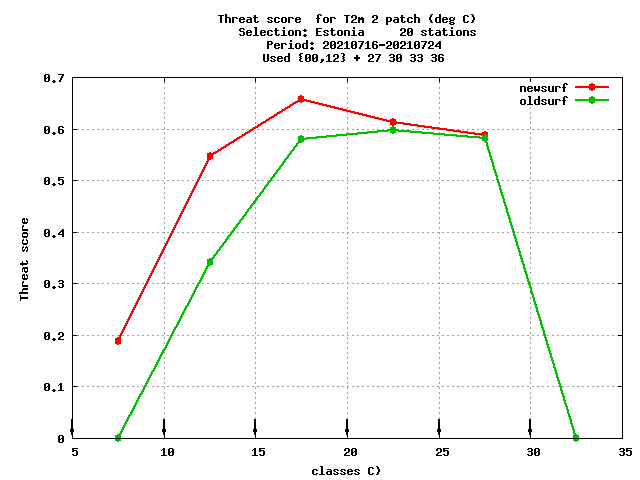 Threat score  for T2m 2 patch (deg C)
Selection: Estonia     20 stations
Period: 20210716-20210724
Used {00,12} + 27 30 33 36
newsurf
oldsurf
0.7
0.6
0.5
0.4
0.3
0.2
0.1
0
Threat score
5 10 15 20 25 30 35
classes C)